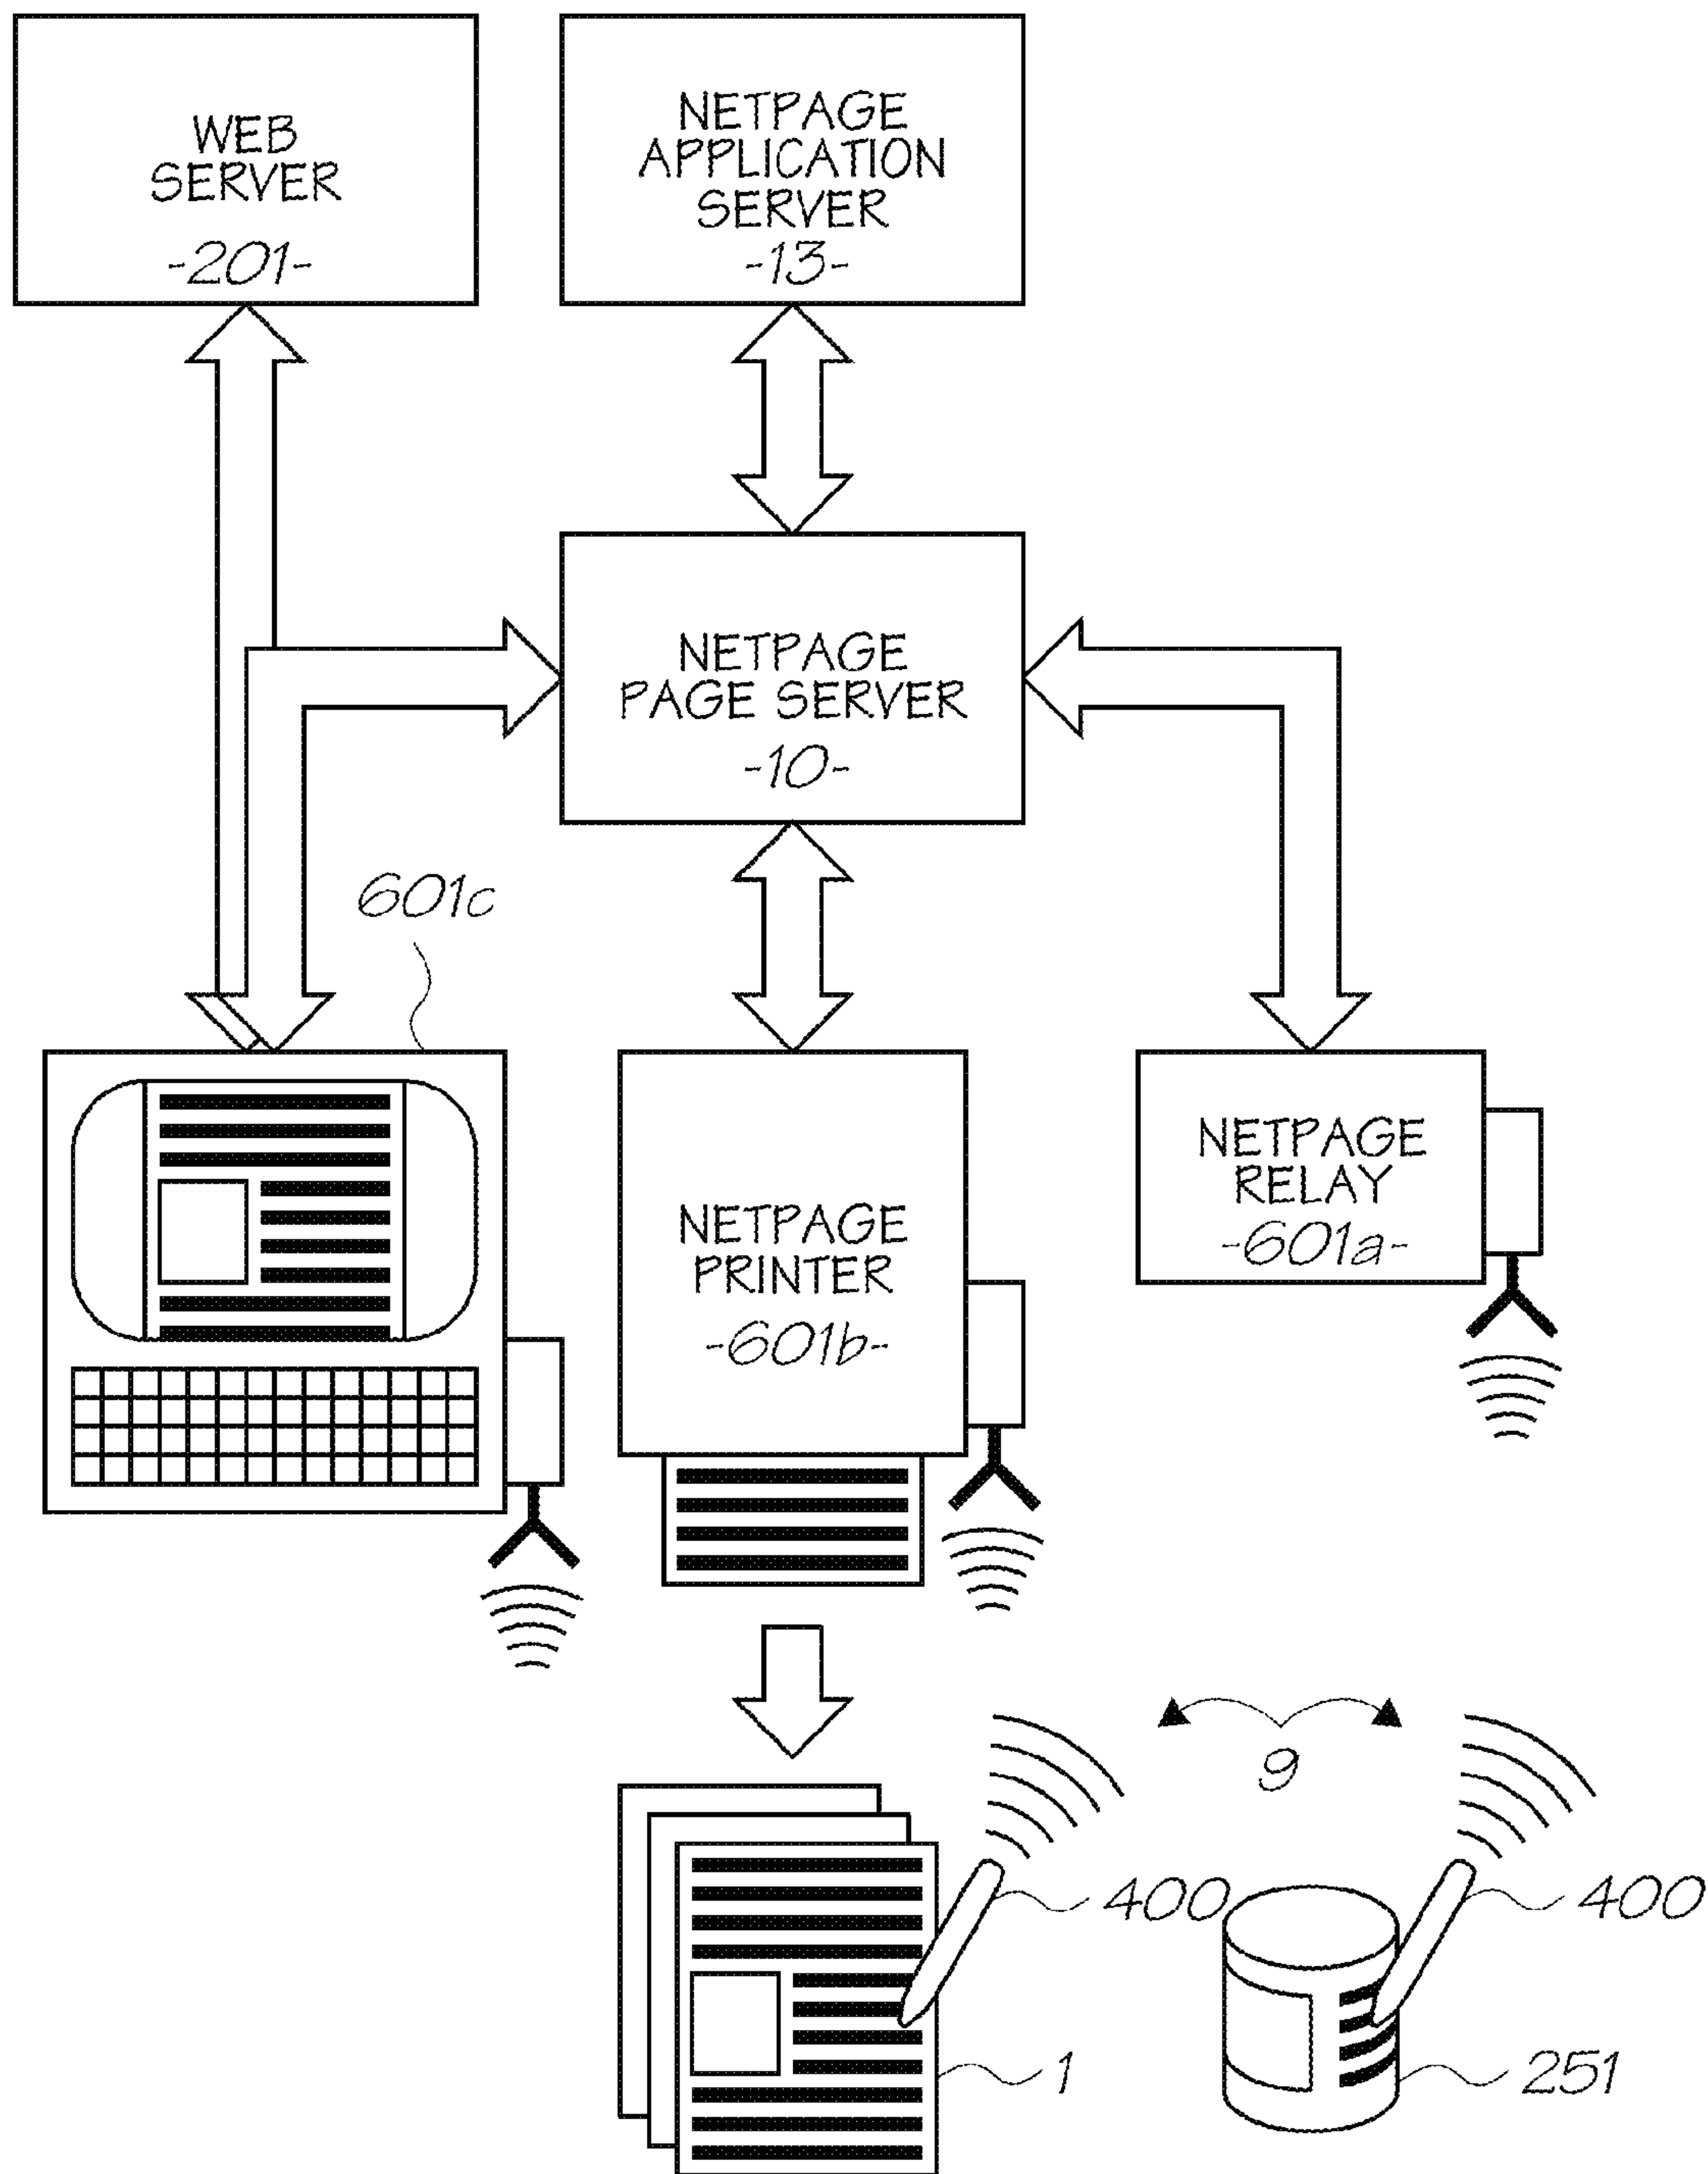 WEB
SERVER
-201-
NETPAGE
APPLICATION
SERVER
-13-
NETPAGE
PAGE SERVER
-10-
601c
NETPAGE
PRINTER
-601b-
NETPAGE
RELAY
-601a-
9
400
400
1
251